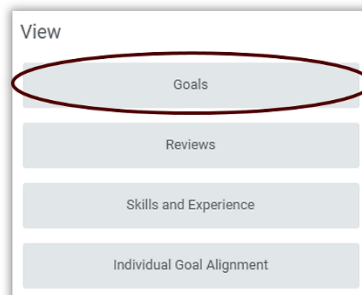 View
Goals
Reviews
Skills and Experience
Individual Goal Alignment